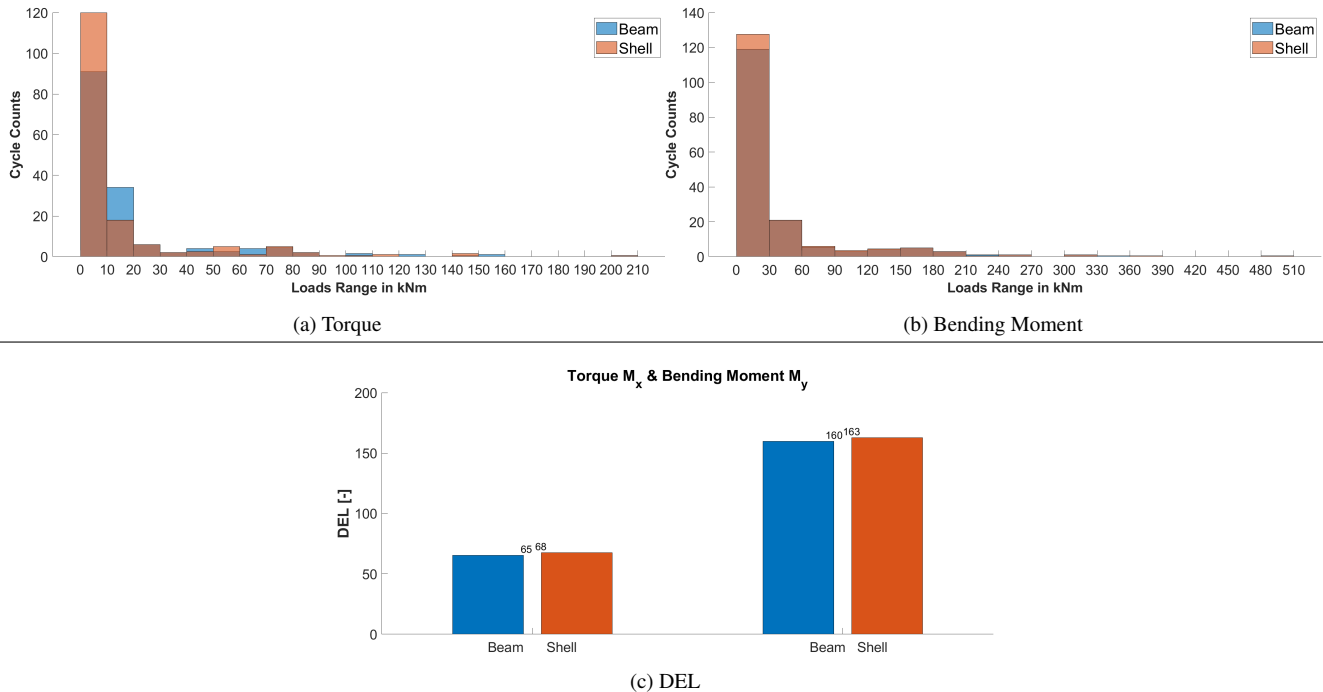 120
100
80
60
40
20
0
Cycle Counts
Beam
Shell
0 10 20 30 40 50 60 70 80 90 100 110 120 130 140 150 160 170 180 190 200 210
Loads Range in kNm
(a) Torque
140
120
100
80
60
40
20
0
Cycle Counts
Beam
Shell
0 30 60 90 120 150 180 210 240 270 300 330 360 390 420 450 480 510
Loads Range in kNm
(b) Bending Moment
Torque Mx & Bending Moment My
200
150
100
50
0
DEL [-]
65 68
160 163
Beam Shell
Beam Shell
(c) DEL